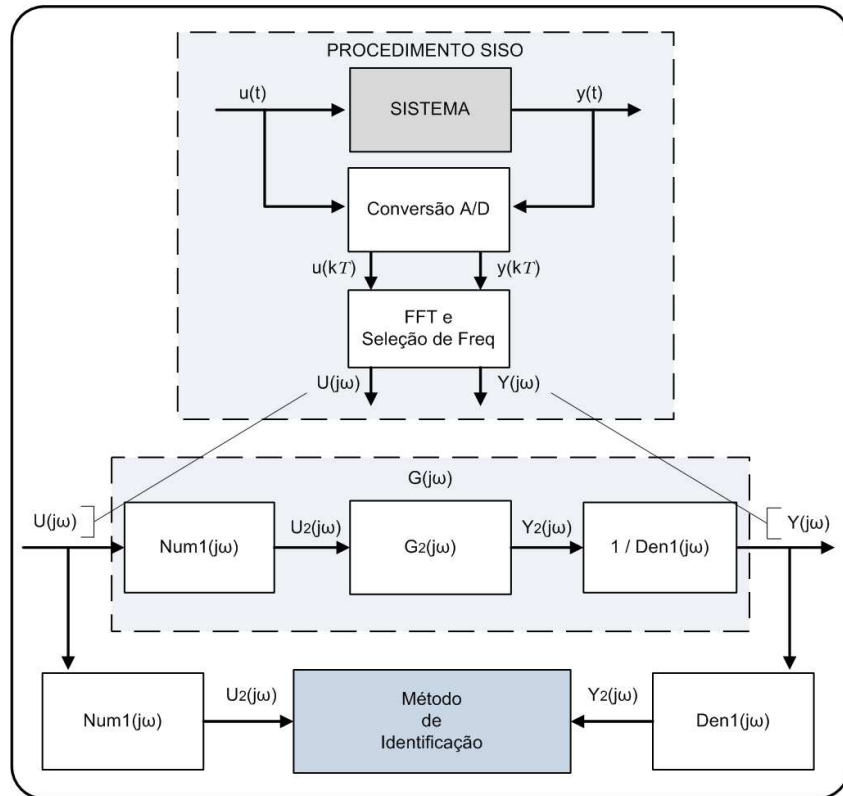 PROCEDIMENTO SISO
u(t)
SISTEMA
y(t)
Conversão A/D
u(kT)
y(kT)
FFT e
Seleção de Freq
U(jω)
Y(jω)
G(jω)
U(jω)
Num1(jω)
U2(jω)
G2(jω)
Y2(jω)
1 / Den1(jω)
Y(jω)
Num1(jω)
U2(jω)
Método
de
Identificação
Y2(jω)
Den1(jω)